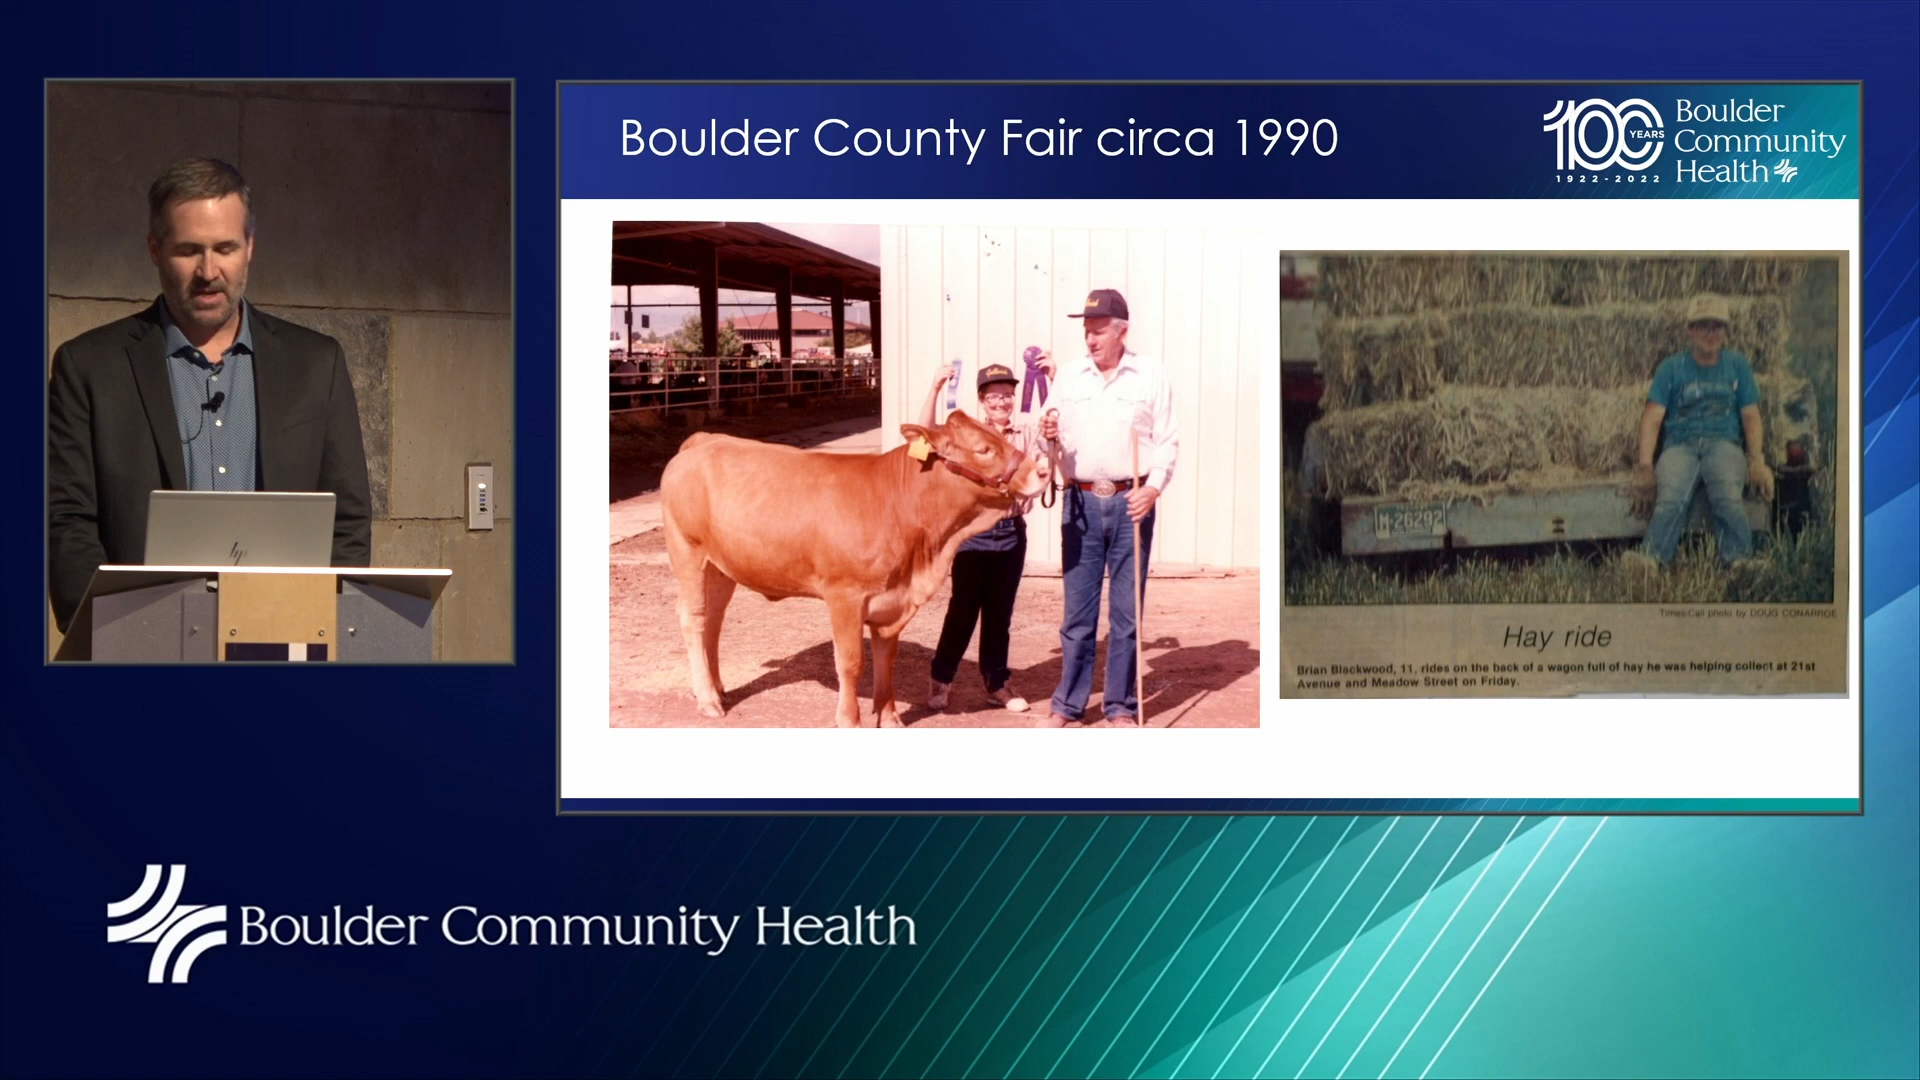 Boulder County Fair circa 1990
100
YEARS
1922-2022
Boulder
Community
Health
hp
M-26292
Times-Call photo by DOUG CONARROE
Hay ride
Brian Blackwood, 11, rides on the back of a wagon full of hay he was helping collect at 21st
Avenue and Meadow Street on Friday.
Boulder Community Health